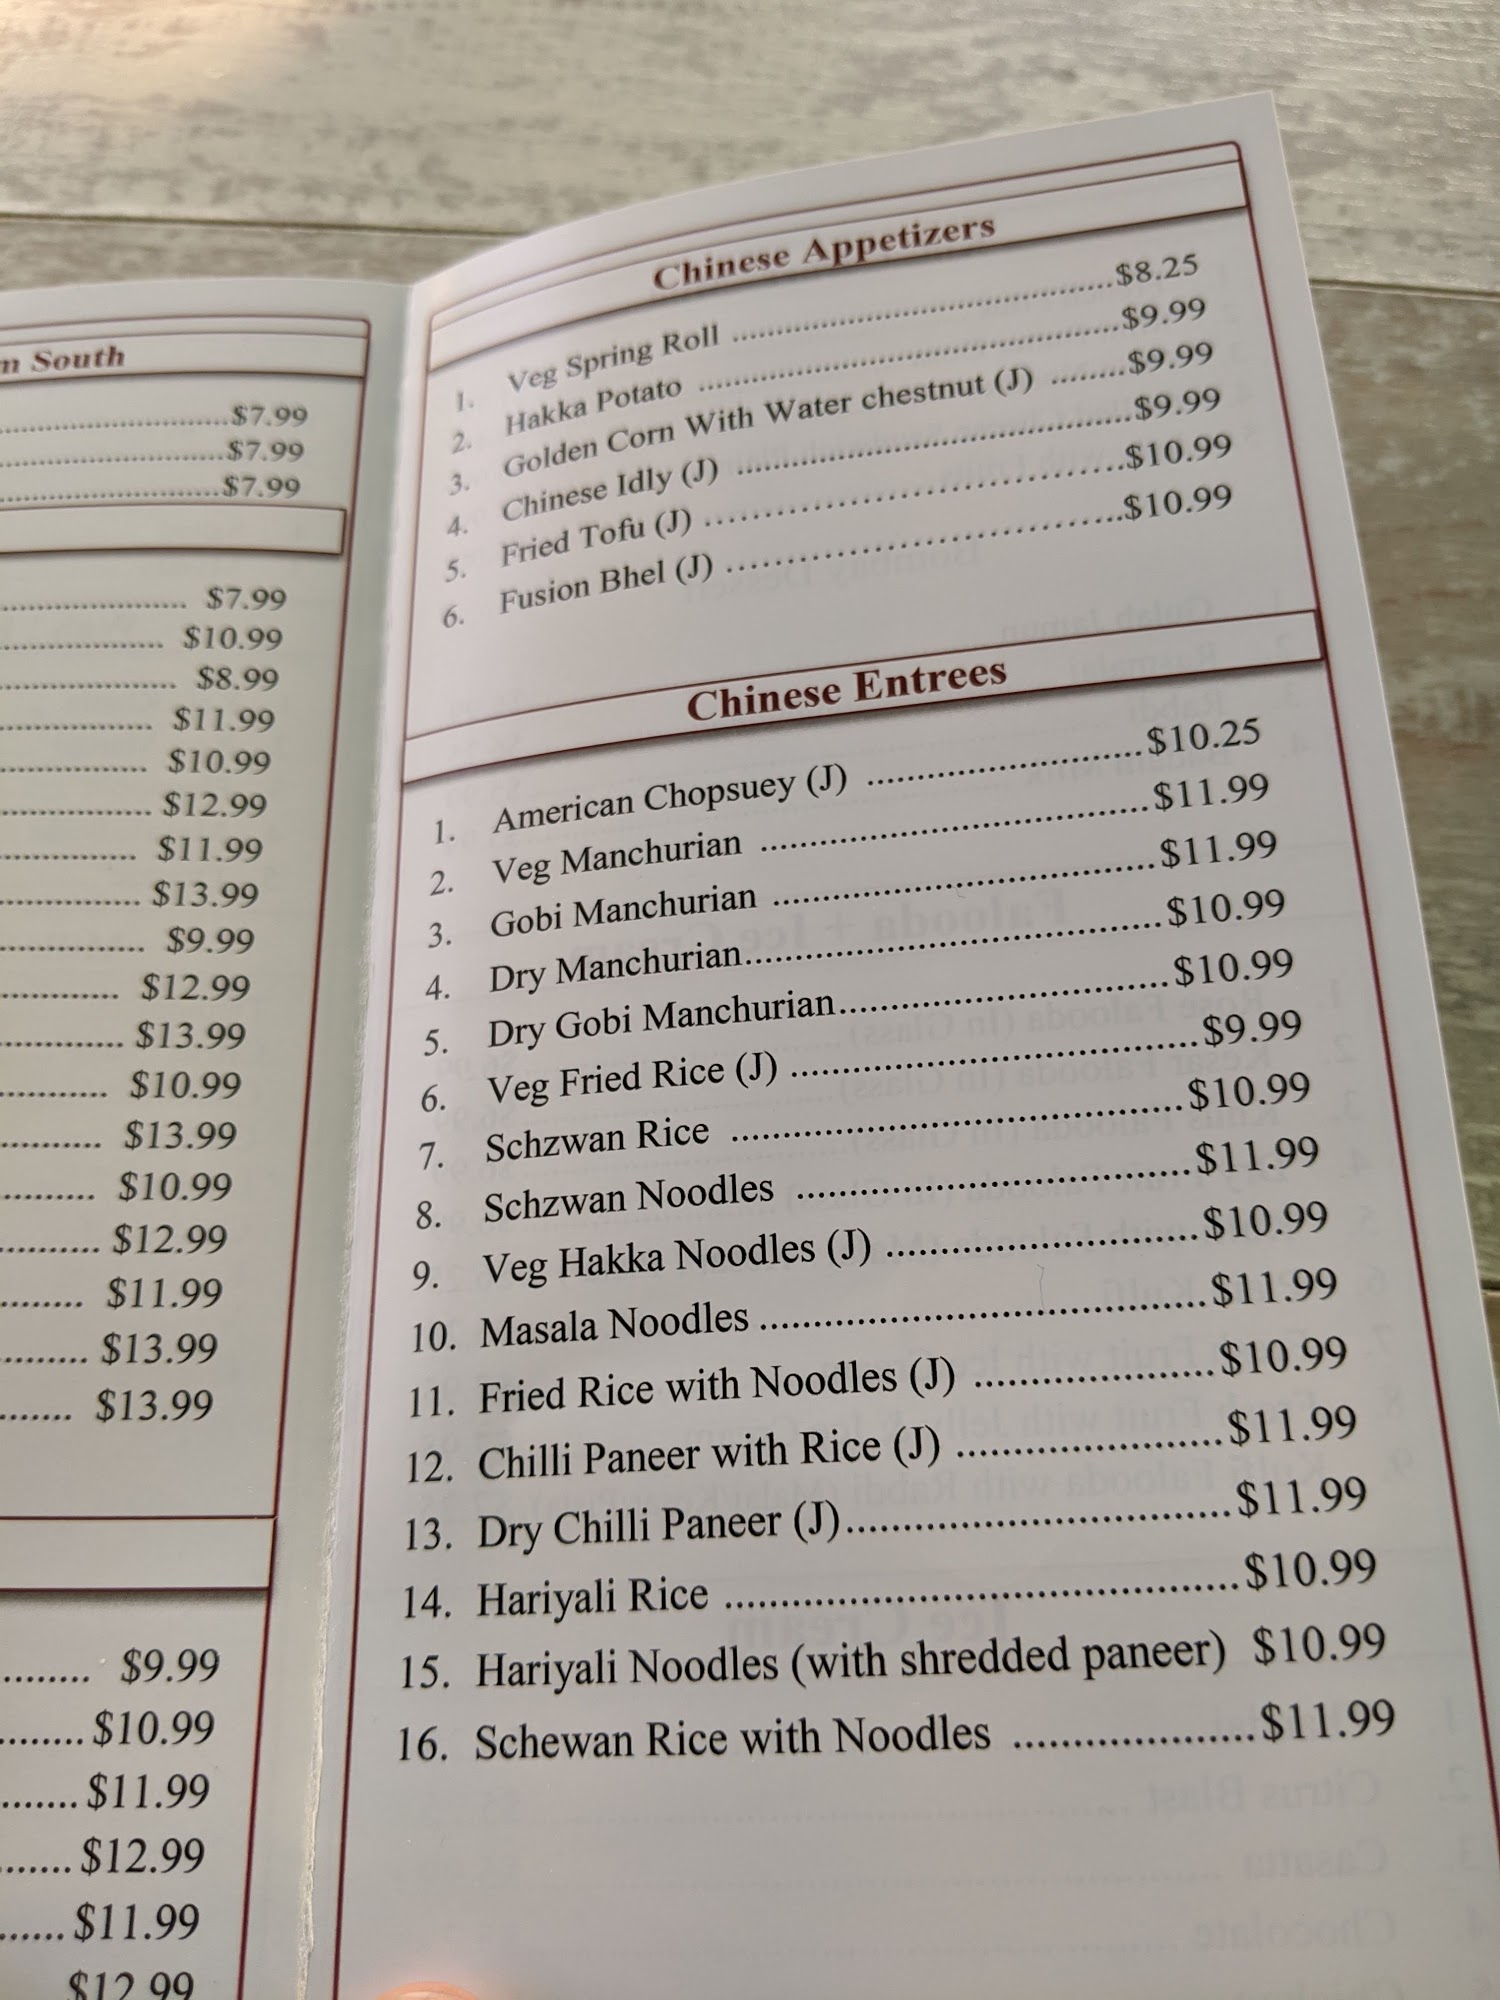 m South
..............................$7.99
..............................$7.99
..............................$7.99
......................... $7.99
..................... $10.99
...................... $8.99
................... $11.99
.................. $10.99
.................. $12.99
................ $11.99
................. $13.99
................. $9.99
.............. $12.99
.............. $13.99
............ $10.99
........... $13.99
.......... $10.99
.......... $12.99
........ $11.99
......... $13.99
....... $13.99
........ $9.99
........ $10.99
....... $11.99
....... $12.99
...... $11.99
$12.99
Chinese Appetizers
1. Veg Spring Roll ........................................$8.25
2. Hakka Potato ............................................$9.99
3. Golden Corn With Water chestnut (J) ........$9.99
4. Chinese Idly (J) ..........................................$9.99
5. Fried Tofu (J) ........................................$10.99
6. Fusion Bhel (J) ......................................$10.99
Chinese Entrees
1. American Chopsuey (J) ..........................$10.25
2. Veg Manchurian .....................................$11.99
3. Gobi Manchurian ....................................$11.99
4. Dry Manchurian.......................................$10.99
5. Dry Gobi Manchurian..............................$10.99
6. Veg Fried Rice (J) .....................................$9.99
7. Schzwan Rice ..........................................$10.99
8. Schzwan Noodles ....................................$11.99
9. Veg Hakka Noodles (J) ...........................$10.99
10. Masala Noodles ......................................$11.99
11. Fried Rice with Noodles (J) .....................$10.99
12. Chilli Paneer with Rice (J) .......................$11.99
13. Dry Chilli Paneer (J).................................$11.99
14. Hariyali Rice ............................................$10.99
15. Hariyali Noodles (with shredded paneer) $10.99
16. Schewan Rice with Noodles ....................$11.99